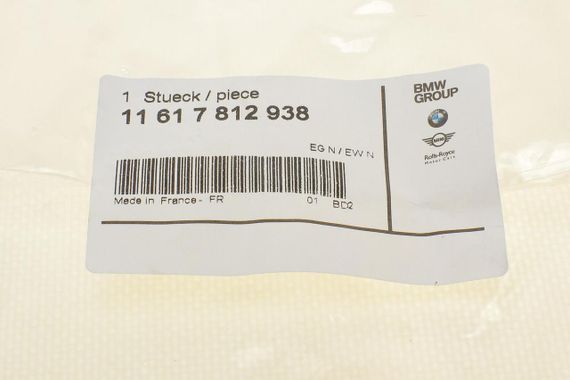 1 Stueck / piece
11 61 7 812 938
EG N / EW N
Made in France - FR 01 BD2
BMW
GROUP
MINI
Rolls-Royce
Motor Cars